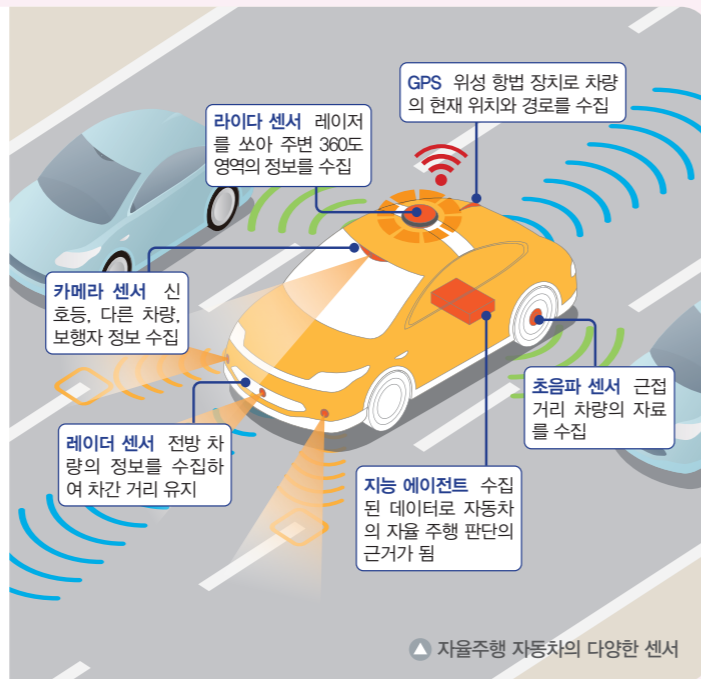 GPS 위성 항법 장치로 차량
의 현재 위치와 경로를 수집
라이다 센서 레이저
를 쏘아 주변 360도
영역의 정보를 수집
카메라 센서 신
호등, 다른 차량,
보행자 정보 수집
초음파 센서 근접
거리 차량의 자료
를 수집
레이더 센서 전방 차
량의 정보를 수집하
여 차간 거리 유지
지능 에이전트 수집
된 데이터로 자동차
의 자율 주행 판단의
근거가 됨
자율주행 자동차의 다양한 센서